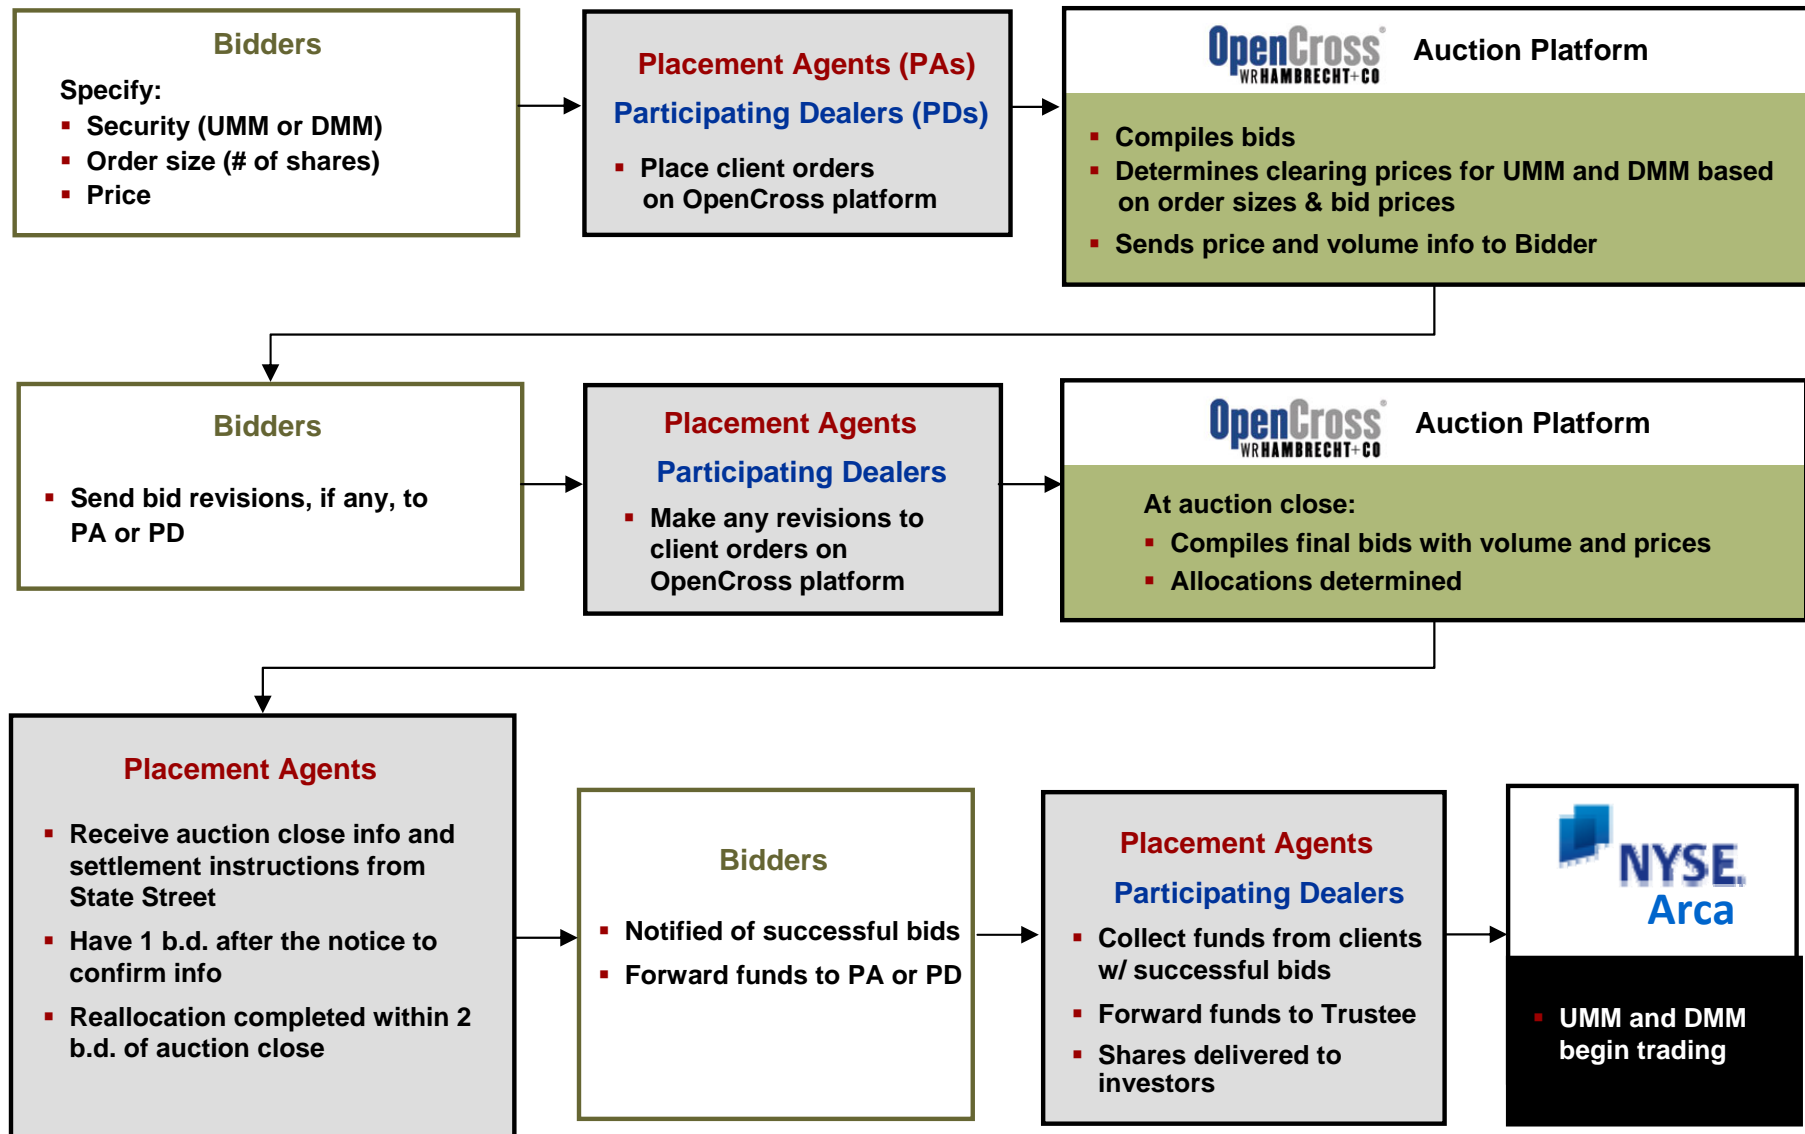 Bidders
Specify:
▪ Security (UMM or DMM)
▪ Order size (# of shares)
▪ Price
Placement Agents (PAs)
Participating Dealers (PDs)
▪ Place client orders
on OpenCross platform
OpenCross®
WRHAMBRECHT+CO
Auction Platform
▪ Compiles bids
▪ Determines clearing prices for UMM and DMM based
on order sizes & bid prices
▪ Sends price and volume info to Bidder
Bidders
▪ Send bid revisions, if any, to
PA or PD
Placement Agents
Participating Dealers
▪ Make any revisions to
client orders on
OpenCross platform
OpenCross®
WRHAMBRECHT+CO
Auction Platform
At auction close:
▪ Compiles final bids with volume and prices
▪ Allocations determined
Placement Agents
▪ Receive auction close info and
settlement instructions from
State Street
▪ Have 1 b.d. after the notice to
confirm info
▪ Reallocation completed within 2
b.d. of auction close
Bidders
▪ Notified of successful bids
▪ Forward funds to PA or PD
Placement Agents
Participating Dealers
▪ Collect funds from clients
w/ successful bids
▪ Forward funds to Trustee
▪ Shares delivered to
investors
NYSE
Arca
▪ UMM and DMM
begin trading